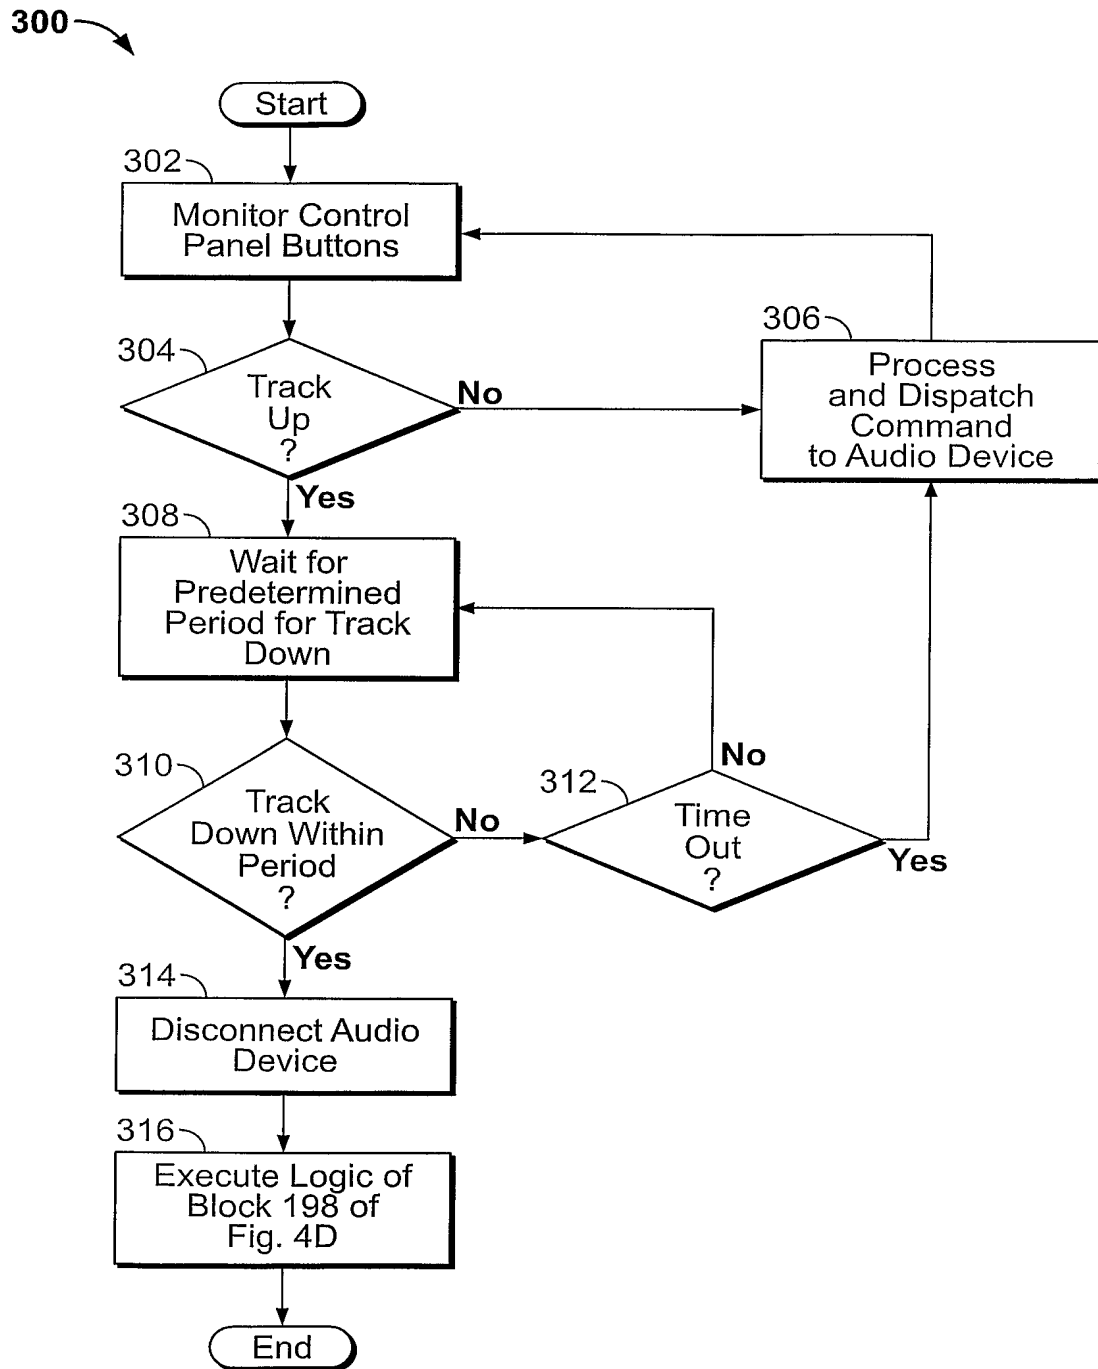 300
Start
302
Monitor Control
Panel Buttons
304
Track
Up
?
No
306
Process
and Dispatch
Command
to Audio Device
Yes
308
Wait for
Predetermined
Period for Track
Down
310
Track
Down Within
Period
?
No
312
Time
Out
?
No
Yes
Yes
314
Disconnect Audio
Device
316
Execute Logic of
Block 198 of
Fig. 4D
End